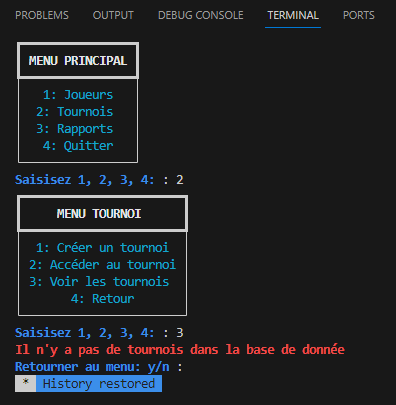 PROBLEMS OUTPUT DEBUG CONSOLE TERMINAL PORTS
MENU PRINCIPAL
1: Joueurs
2: Tournois
3: Rapports
4: Quitter
Saisisez 1, 2, 3, 4: : 2
MENU TOURNOI
1: Créer un tournoi
2: Accéder au tournoi
3: Voir les tournois
4: Retour
Saisisez 1, 2, 3, 4: : 3
Il n'y a pas de tournois dans la base de donnée
Retourner au menu: y/n :
* History restored